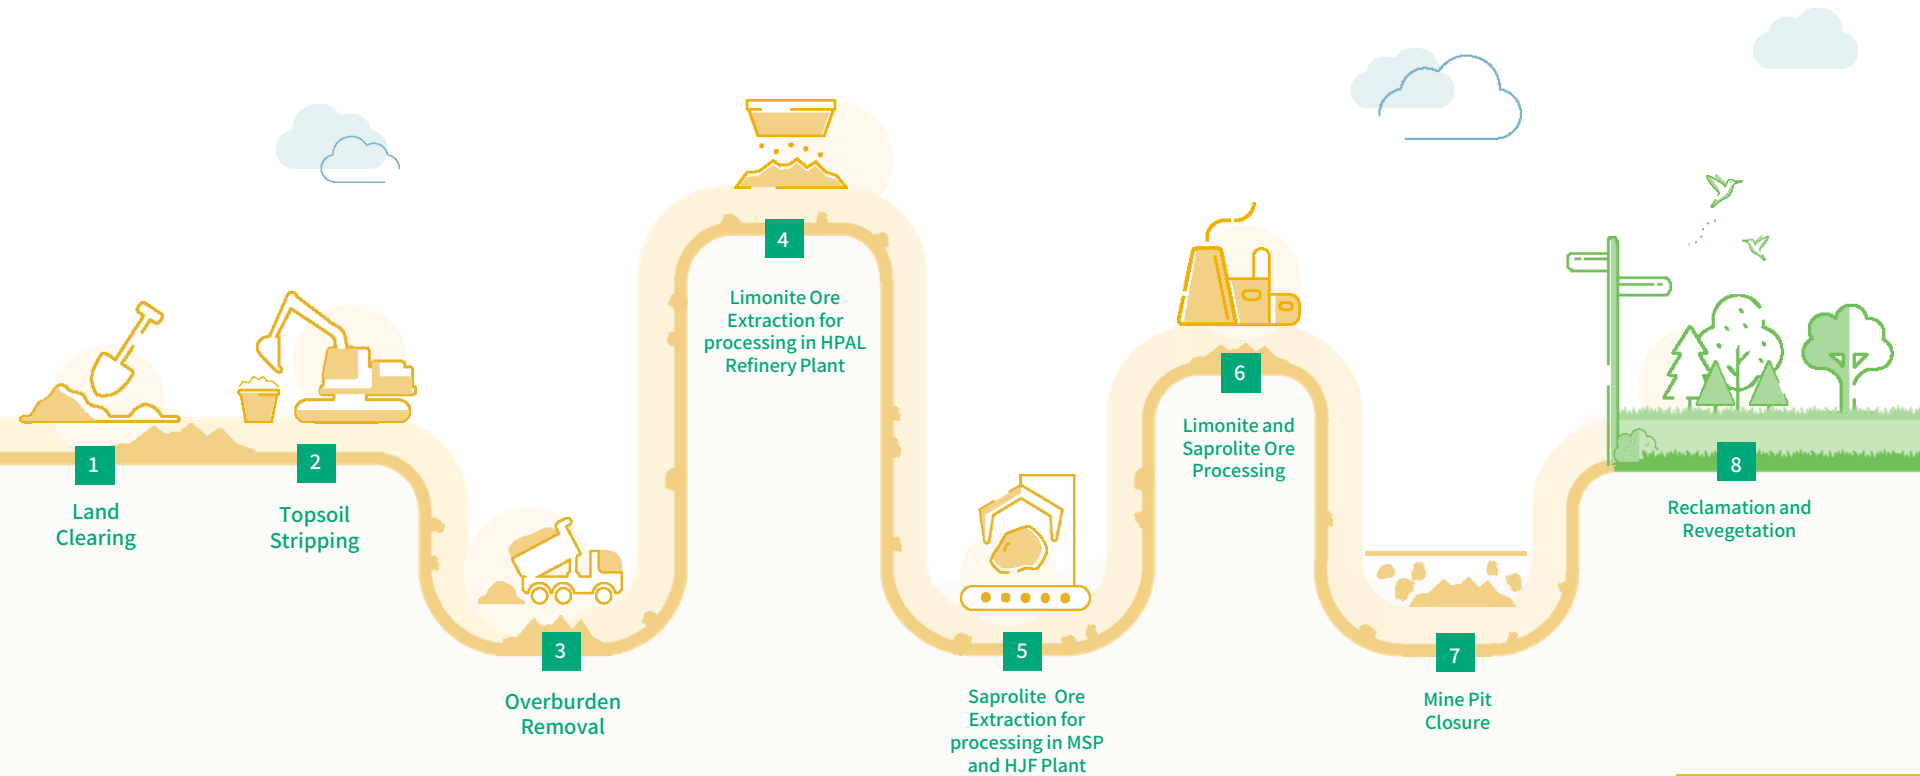 1
Land
Clearing
2
Topsoil
Stripping
3
Overburden
Removal
4
Limonite Ore
Extraction for
processing in HPAL
Refinery Plant
5
Saprolite Ore
Extraction for
processing in MSP
and HJF Plant
6
Limonite and
Saprolite Ore
Processing
7
Mine Pit
Closure
8
Reclamation and
Revegetation